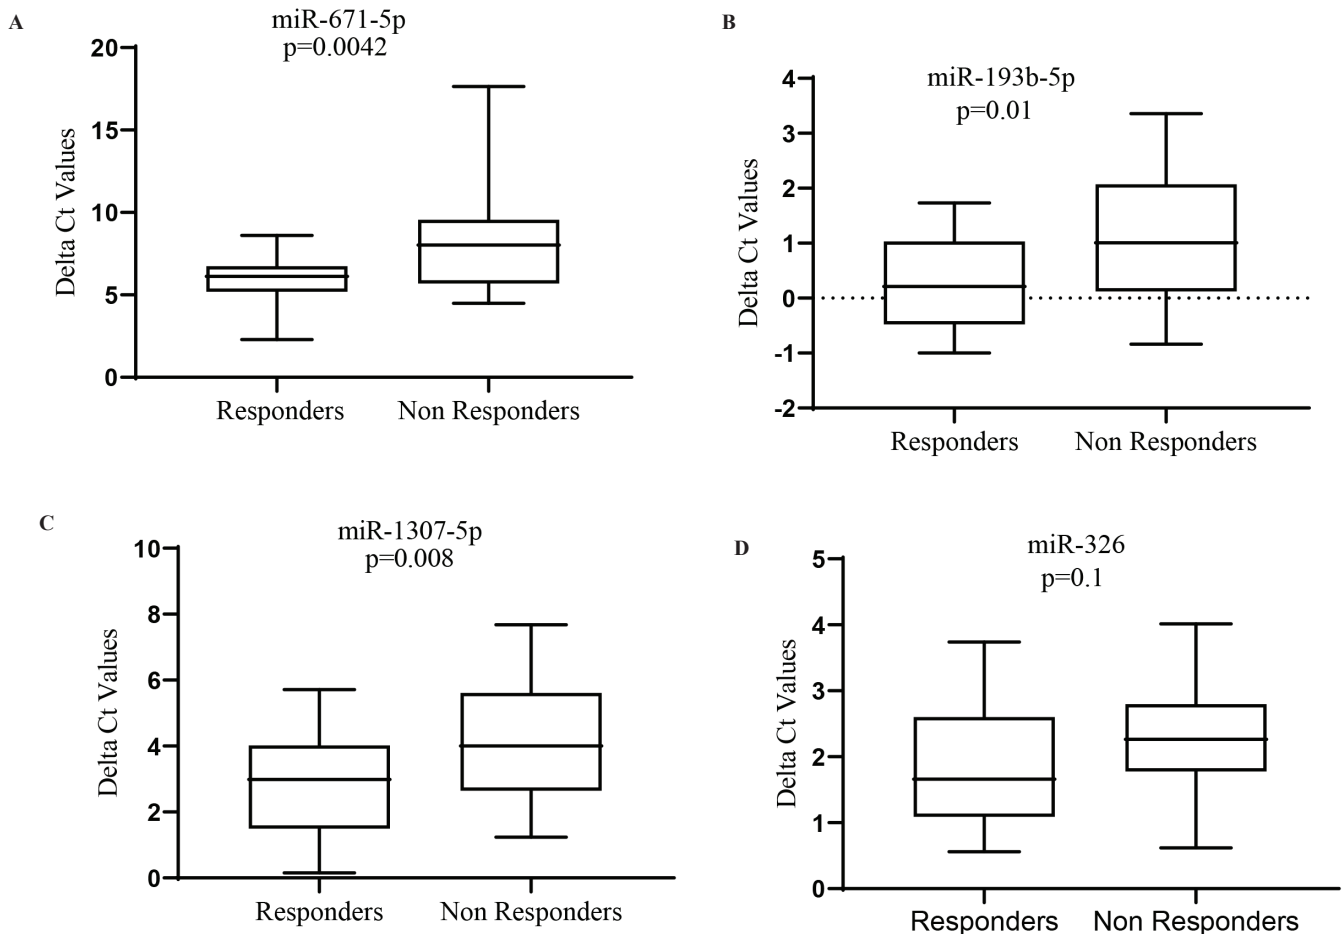 A
miR-671-5p
p=0.0042
20
15
10
5
0
Delta Ct Values
Responders
Non Responders
B
miR-193b-5p
p=0.01
4
3
2
1
0
-1
-2
Delta Ct Values
Responders
Non Responders
C
miR-1307-5p
p=0.008
10
8
6
4
2
0
Delta Ct Values
Responders
Non Responders
D
miR-326
p=0.1
5
4
3
2
1
0
Delta Ct Values
Responders
Non Responders